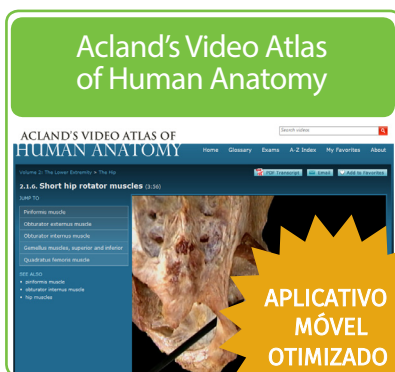 Acland's Video Atlas
of Human Anatomy
ACLAND'S VIDEO ATLAS OF
HUMAN ANATOMY
Search videos
Home Glossary Exams A-Z Index My Favorites About
Volume 2: The Lower Extremity » The Hip
PDF Transcript Email Add to Favorites
2.1.6. Short hip rotator muscles (3:36)
JUMP TO
Piriformis muscle
Obturator externus muscle
Obturator internus muscle
Gemellus muscles, superior and inferior
Quadratus femoris muscle
SEE ALSO
• piriformis muscle
• obturator internus muscle
• hip muscles
APLICATIVO
MÓVEL
OTIMIZADO